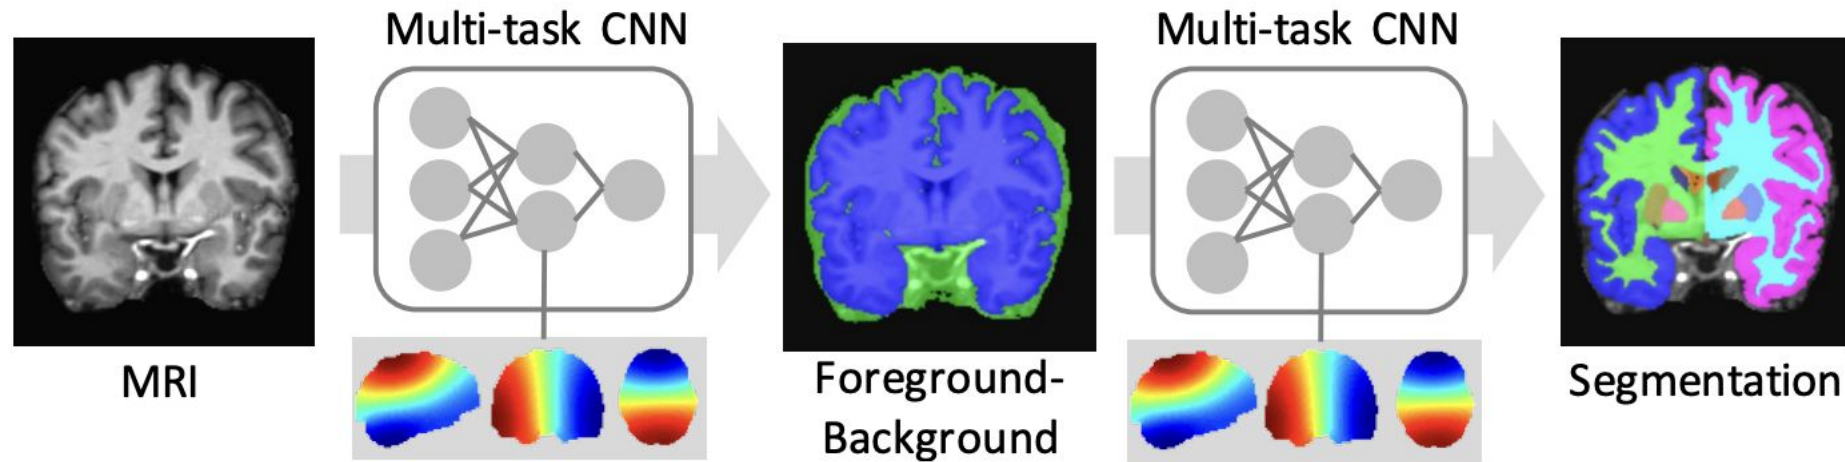 Multi-task CNN
Multi-task CNN
MRI
Foreground-
Background
Segmentation